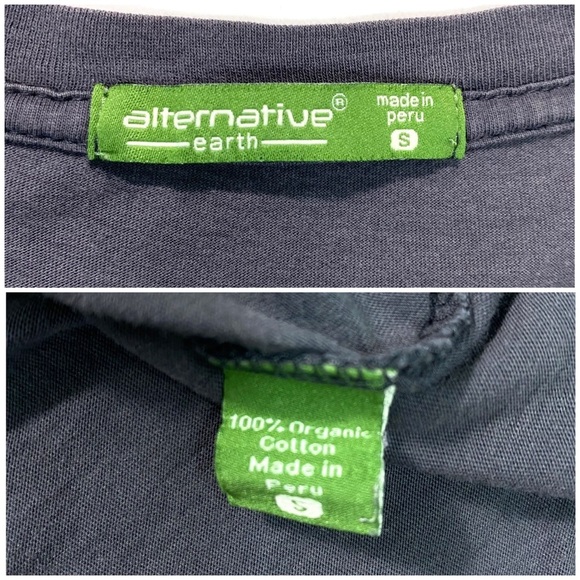 alternative®
earth
made in
peru
S
100% Organic
Cotton
Made in
Peru
S